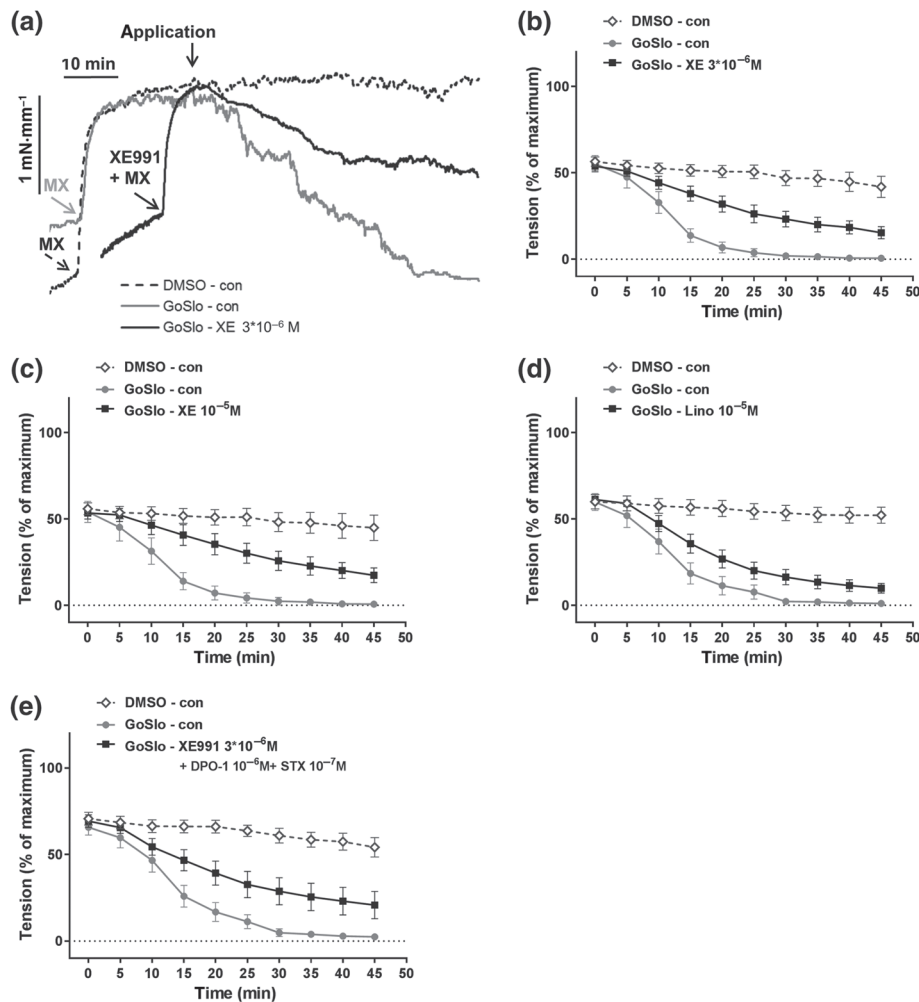 (a)
Application
10 min
1 mN·mm⁻¹
XE991
+ MX
MX
MX
DMSO - con
GoSlo - con
GoSlo - XE 3*10⁻⁶ M
(b)
DMSO - con
GoSlo - con
GoSlo - XE 3*10⁻⁶M
Tension (% of maximum)
100
50
0
0 5 10 15 20 25 30 35 40 45 50
Time (min)
(c)
DMSO - con
GoSlo - con
GoSlo - XE 10⁻⁵M
Tension (% of maximum)
100
50
0
0 5 10 15 20 25 30 35 40 45 50
Time (min)
(d)
DMSO - con
GoSlo - con
GoSlo - Lino 10⁻⁵M
Tension (% of maximum)
100
50
0
0 5 10 15 20 25 30 35 40 45 50
Time (min)
(e)
DMSO - con
GoSlo - con
GoSlo - XE991 3*10⁻⁶M
+ DPO-1 10⁻⁶M+ STX 10⁻⁷M
Tension (% of maximum)
100
50
0
0 5 10 15 20 25 30 35 40 45 50
Time (min)